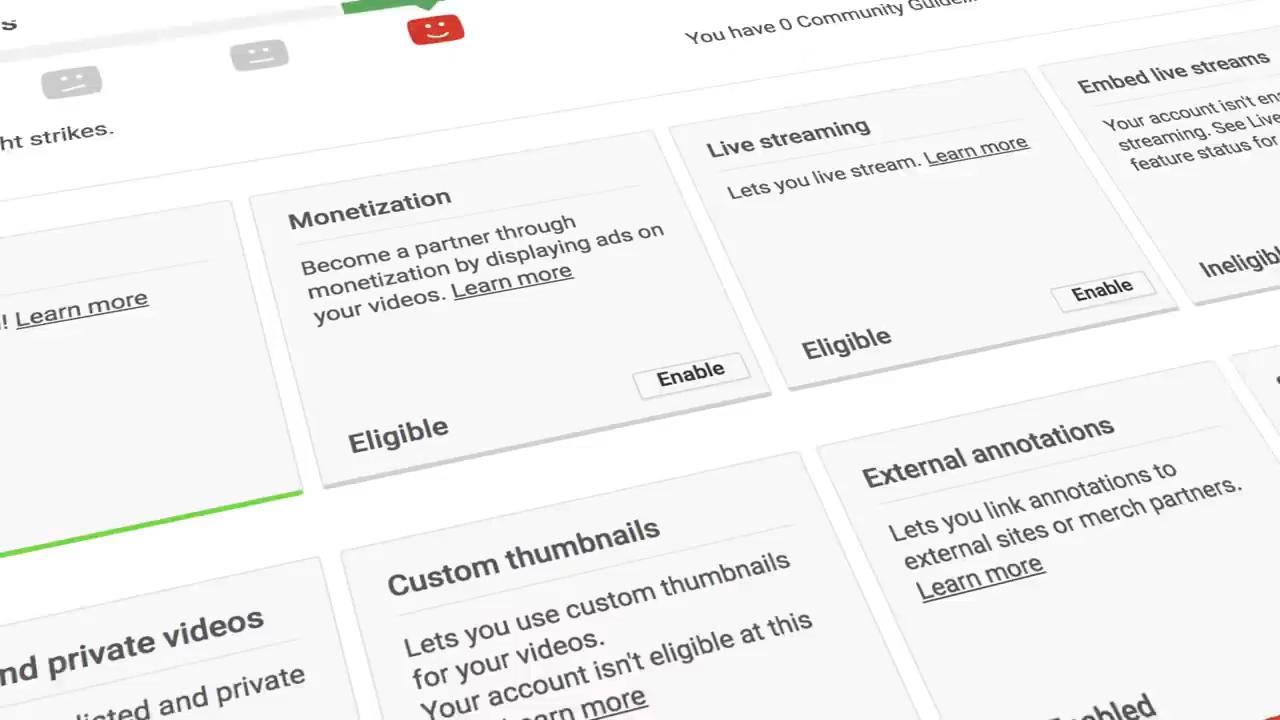 s
You have 0 Community
ht strikes.
! Learn more
Monetization
Become a partner through
monetization by displaying ads on
your videos. Learn more
Eligible
Enable
Live streaming
Lets you live stream. Learn more
Eligible
Enable
Embed live streams
Your account isn't
streaming. See Live
feature status for
nd private videos
listed and private
Custom thumbnails
Lets you use custom thumbnails
for your videos.
Your account isn't eligible at this
Learn more
External annotations
Lets you link annotations to
external sites or merch partners.
Learn more